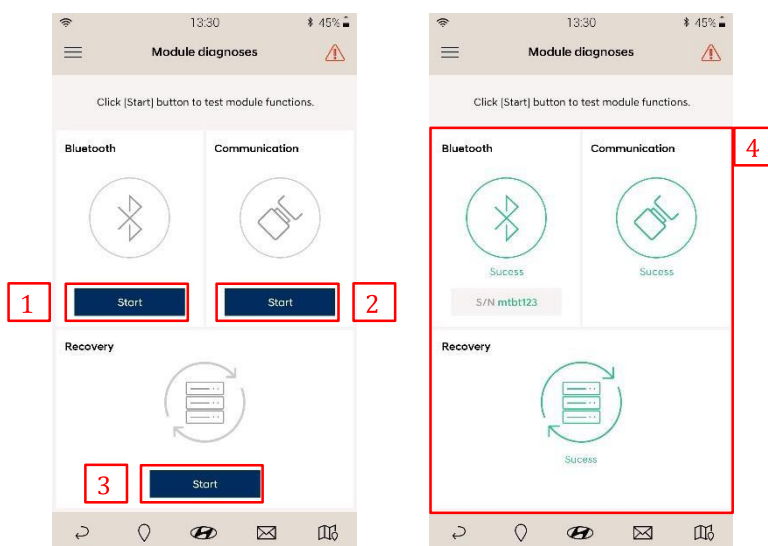 13:30
45%
Module diagnoses
Click [Start] button to test module functions.
Bluetooth
Communication
1
Start
Start
2
Recovery
3
Start
13:30
45%
Module diagnoses
Click [Start] button to test module functions.
4
Bluetooth
Communication
Sucess
Sucess
S/N mtbt123
Recovery
Sucess